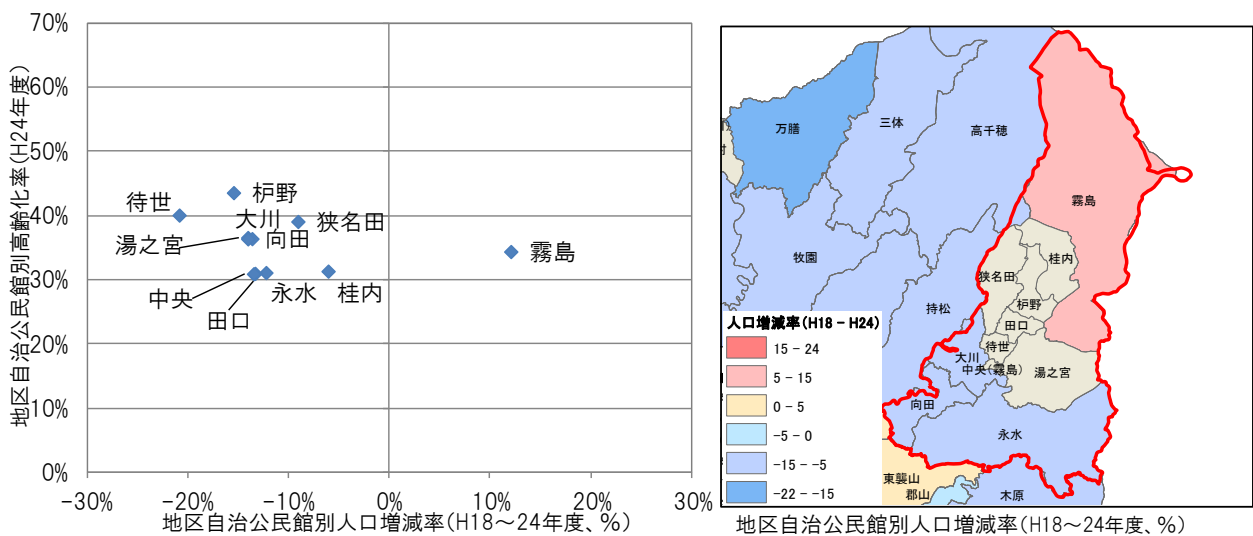 70%
60%
50%
40%
30%
20%
10%
0%
地区自治公民館別高齢化率(H24年度)
待世
枦野
大川
狭名田
湯之宮
向田
霧島
中央
永水
桂内
田口
-30%
-20%
-10%
0%
10%
20%
30%
地区自治公民館別人口増減率(H18～24年度、%)
万膳
三体
高千穂
村
霧島
牧園
桂内
狭名田
枦野
持松
田口
待世
大川
中央(霧島)
湯之宮
向田
永水
東襲山
郡山
木原
人口増減率(H18 - H24)
15 - 24
5 - 15
0 - 5
-5 - 0
-15 - -5
-22 - -15
地区自治公民館別人口増減率(H18～24年度、%)